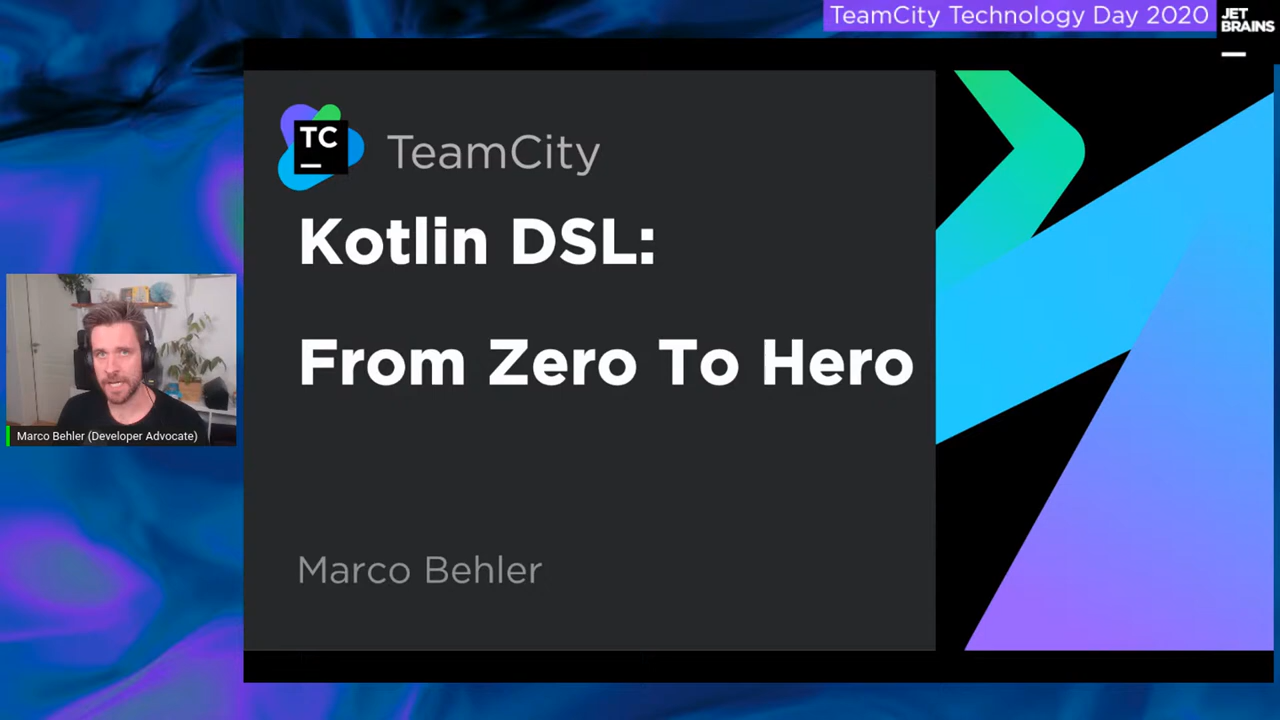 TeamCity Technology Day 2020
JET
BRAINS
TC
TeamCity
Kotlin DSL:
From Zero To Hero
Marco Behler (Developer Advocate)
Marco Behler